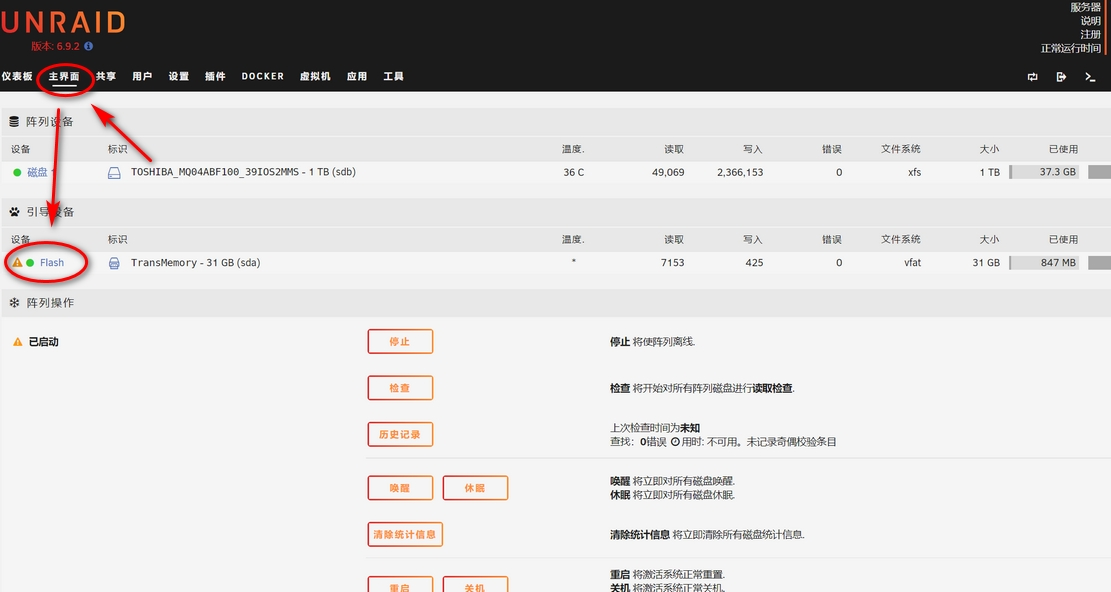 UNRAID
服务器
说明
注册
正常运行时间
版本: 6.9.2
仪表板 主界面 共享 用户 设置 插件 DOCKER 虚拟机 应用 工具
阵列设备
设备 标识 温度. 读取 写入 错误 文件系统 大小 已使用
磁盘 TOSHIBA_MQ04ABF100_39IOS2MMS - 1 TB (sdb) 36 C 49,069 2,366,153 0 xfs 1 TB 37.3 GB
引导设备
设备 标识 温度. 读取 写入 错误 文件系统 大小 已使用
Flash TransMemory - 31 GB (sda) * 7153 425 0 vfat 31 GB 847 MB
阵列操作
已启动 停止 停止 将使阵列离线.
检查 检查 将开始对所有阵列磁盘进行读取检查.
历史记录 上次检查时间为未知
查找: 0错误 用时: 不可用。未记录奇偶校验条目
唤醒 休眠 唤醒 将立即对所有磁盘唤醒.
休眠 将立即对所有磁盘休眠.
清除统计信息 清除统计信息 将立即清除所有磁盘统计信息.
重启 关机 重启 将激活系统正常重置.
关机 将激活系统正常关机.